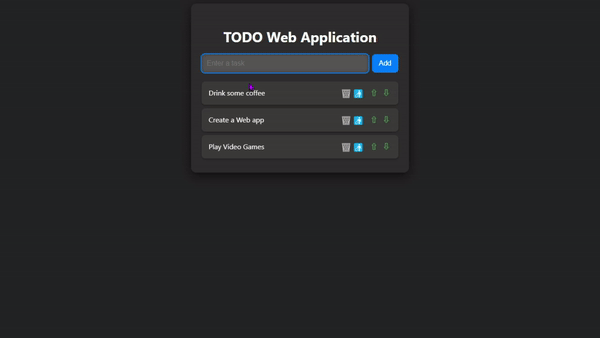 TODO Web Application
Enter a task
Add
Drink some coffee
Create a Web app
Play Video Games